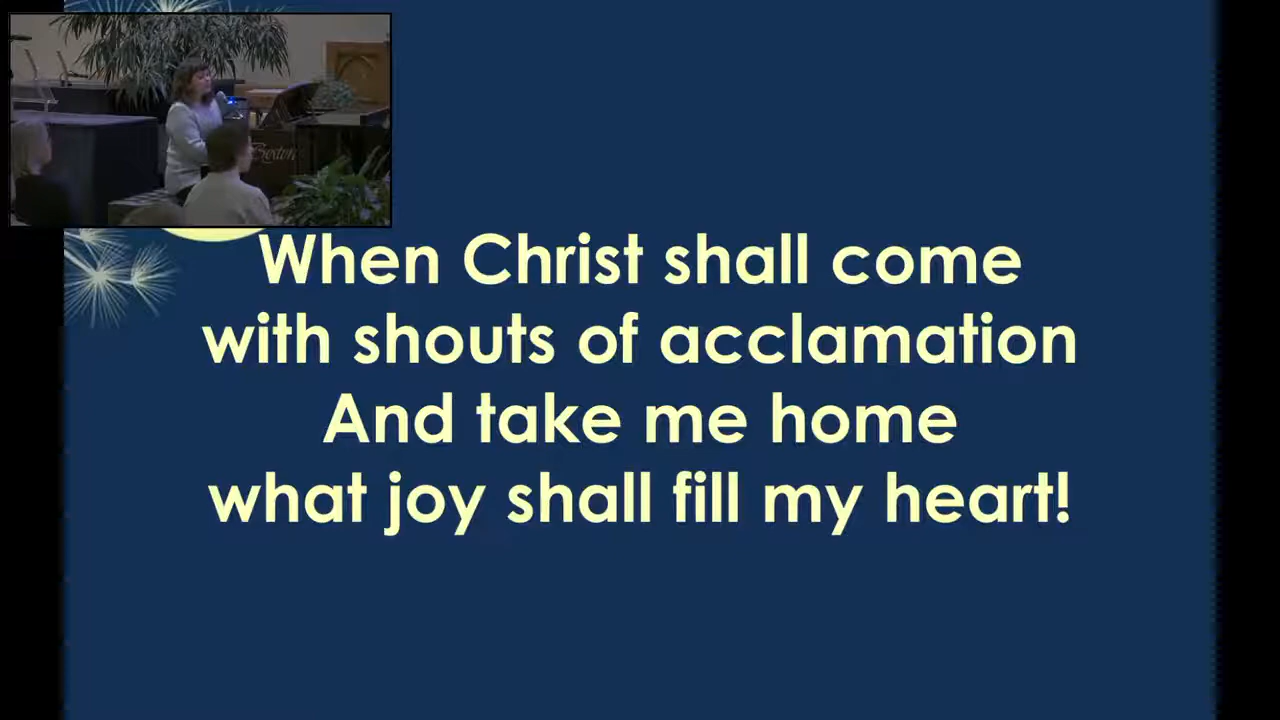 When Christ shall come
with shouts of acclamation
And take me home
what joy shall fill my heart!